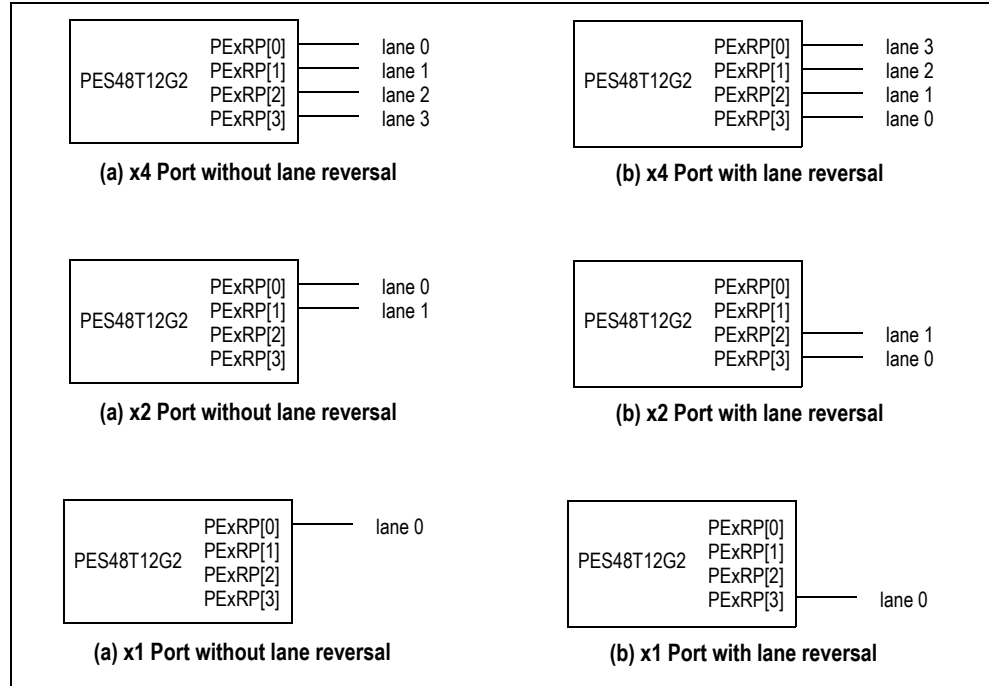 PES48T12G2
PExRP[0] lane 0
PExRP[1] lane 1
PExRP[2] lane 2
PExRP[3] lane 3
(a) x4 Port without lane reversal
PES48T12G2
PExRP[0] lane 3
PExRP[1] lane 2
PExRP[2] lane 1
PExRP[3] lane 0
(b) x4 Port with lane reversal
PES48T12G2
PExRP[0] lane 0
PExRP[1] lane 1
PExRP[2]
PExRP[3]
(a) x2 Port without lane reversal
PES48T12G2
PExRP[0]
PExRP[1]
PExRP[2] lane 1
PExRP[3] lane 0
(b) x2 Port with lane reversal
PES48T12G2
PExRP[0] lane 0
PExRP[1]
PExRP[2]
PExRP[3]
(a) x1 Port without lane reversal
PES48T12G2
PExRP[0]
PExRP[1]
PExRP[2]
PExRP[3] lane 0
(b) x1 Port with lane reversal